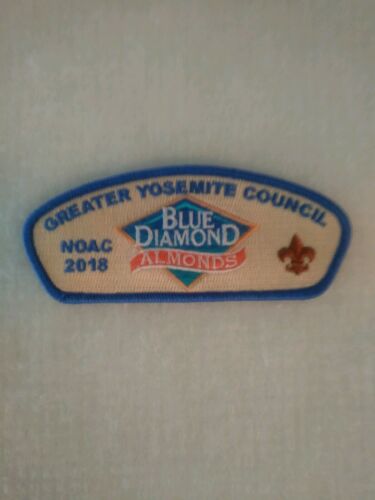 GREATER YOSEMITE COUNCIL
NOAC
2018
BLUE
DIAMOND
ALMONDS